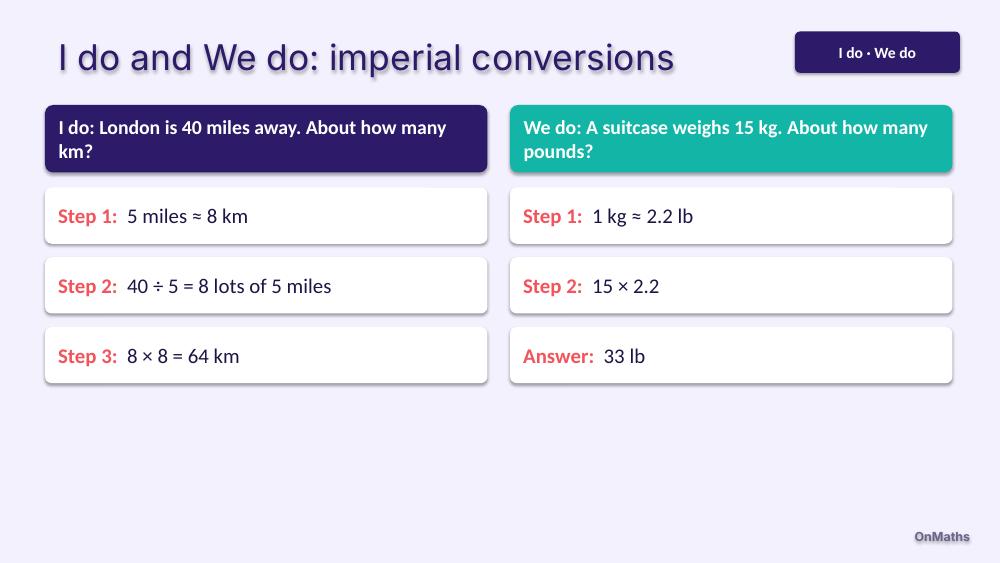 I do and We do: imperial conversions
I do · We do
I do: London is 40 miles away. About how many
km?
Step 1: 5 miles ≈ 8 km
Step 2: 40 ÷ 5 = 8 lots of 5 miles
Step 3: 8 × 8 = 64 km
We do: A suitcase weighs 15 kg. About how many
pounds?
Step 1: 1 kg ≈ 2.2 lb
Step 2: 15 × 2.2
Answer: 33 lb
OnMaths